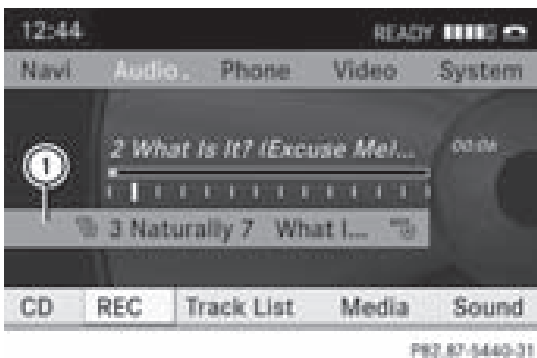 12:44 READY
Navi Audio Phone Video System
2 What Is It? (Excuse Me)... 00:06
1
3 Naturally 7 What I...
CD REC Track List Media Sound
P82.87-5440-31